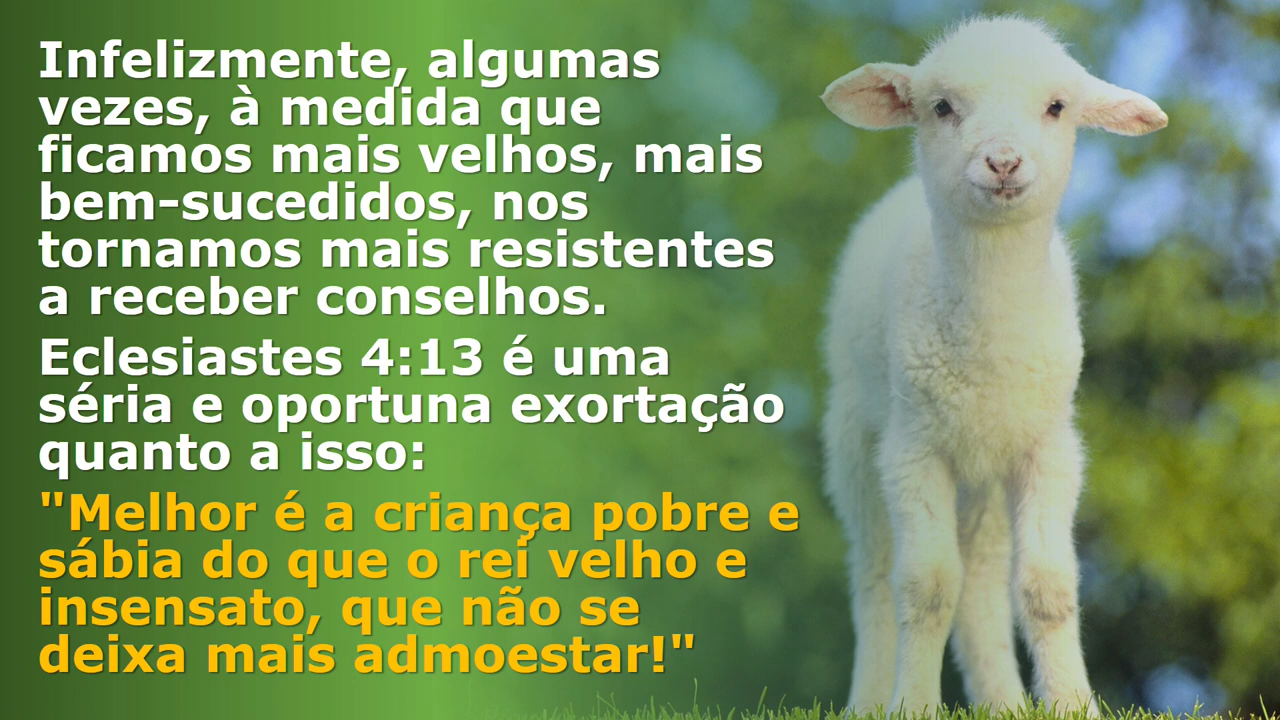 Infelizmente, algumas
vezes, à medida que
ficamos mais velhos, mais
bem-sucedidos, nos
tornamos mais resistentes
a receber conselhos.
Eclesiastes 4:13 é uma
séria e oportuna exortação
quanto a isso:
"Melhor é a criança pobre e
sábia do que o rei velho e
insensato, que não se
deixa mais admoestar!"